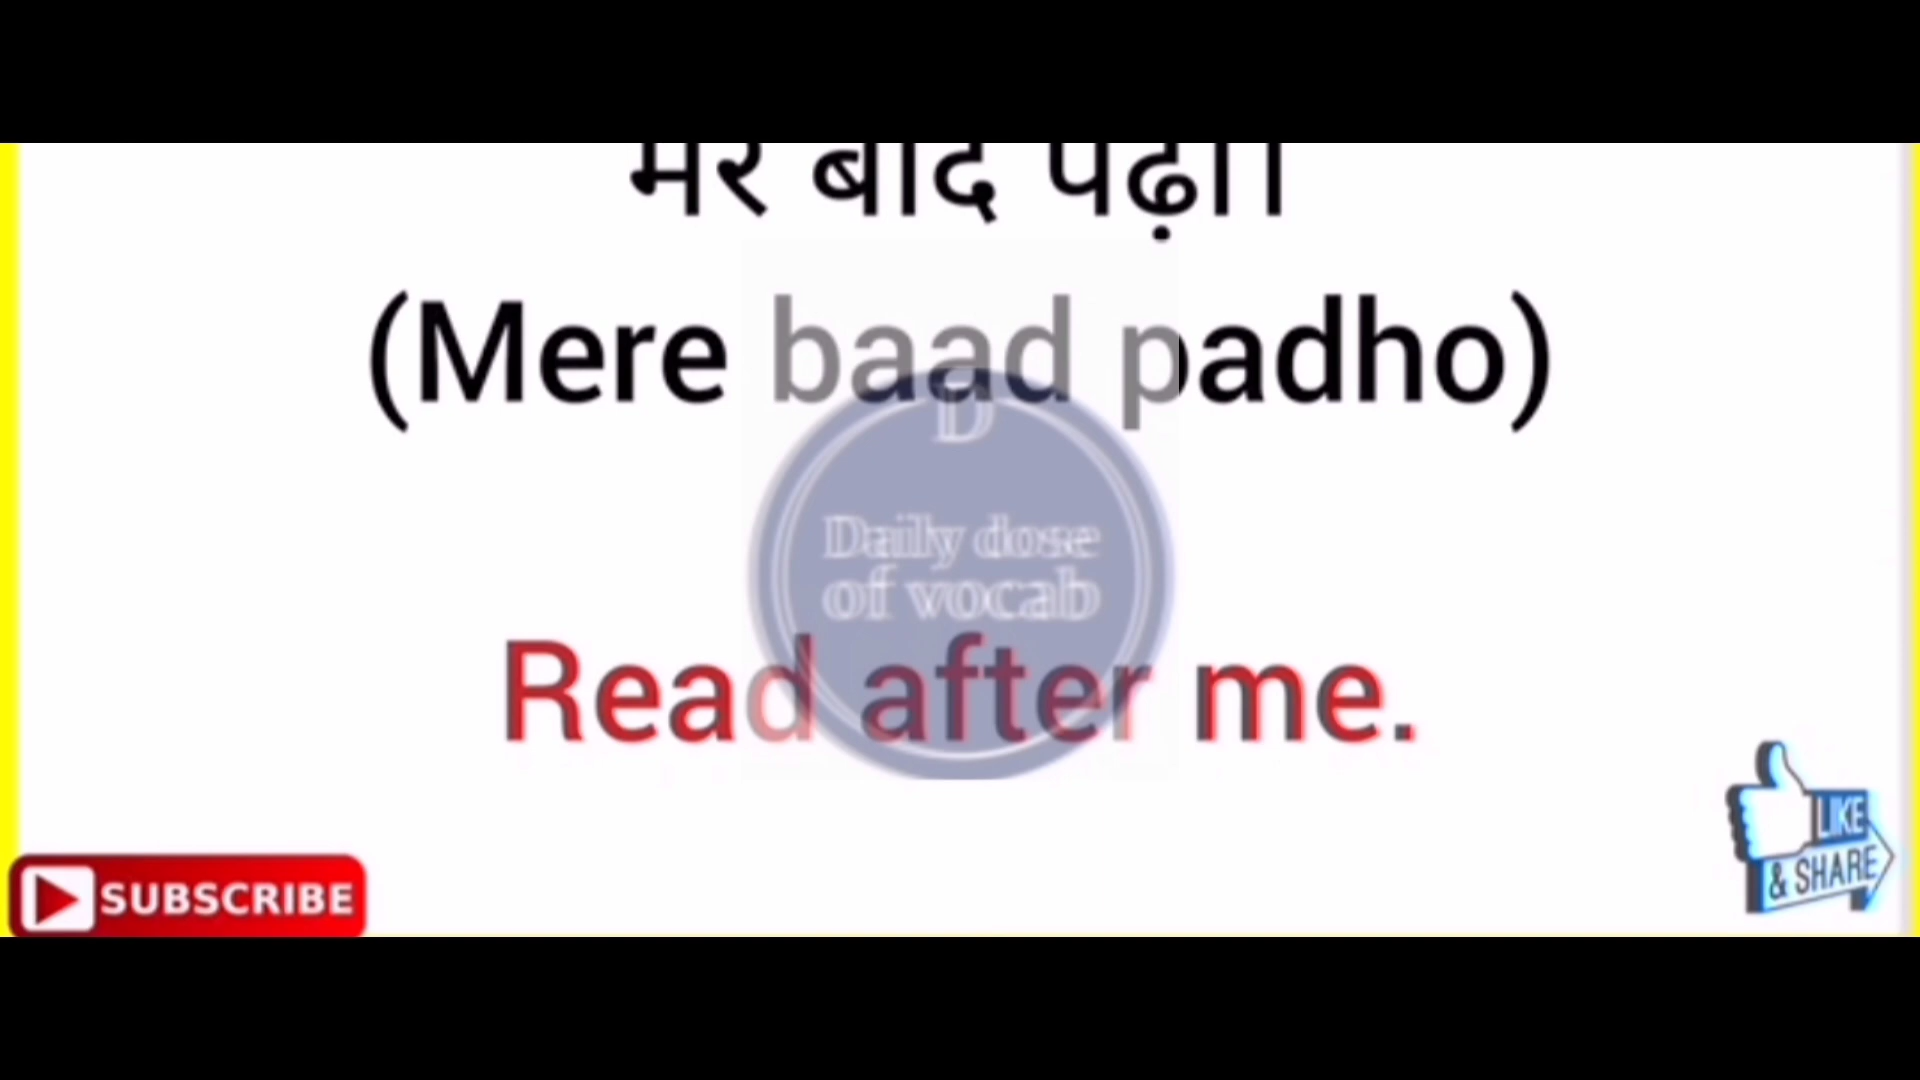 मेरे बाद पढ़ो।
(Mere baad padho)
D
Daily dose
of vocab
Read after me.
LIKE
& SHARE
SUBSCRIBE